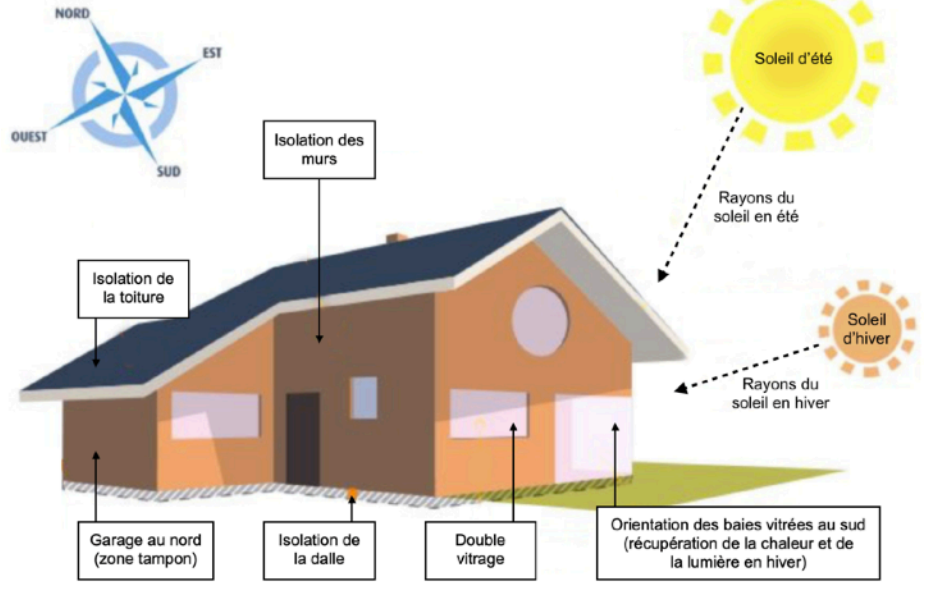 NORD
EST
OUEST
SUD
Soleil d'été
Isolation des
murs
Rayons du
soleil en été
Isolation de
la toiture
Soleil
d'hiver
Rayons du
soleil en hiver
Garage au nord
(zone tampon)
Isolation de
la dalle
Double
vitrage
Orientation des baies vitrées au sud
(récupération de la chaleur et de
la lumière en hiver)